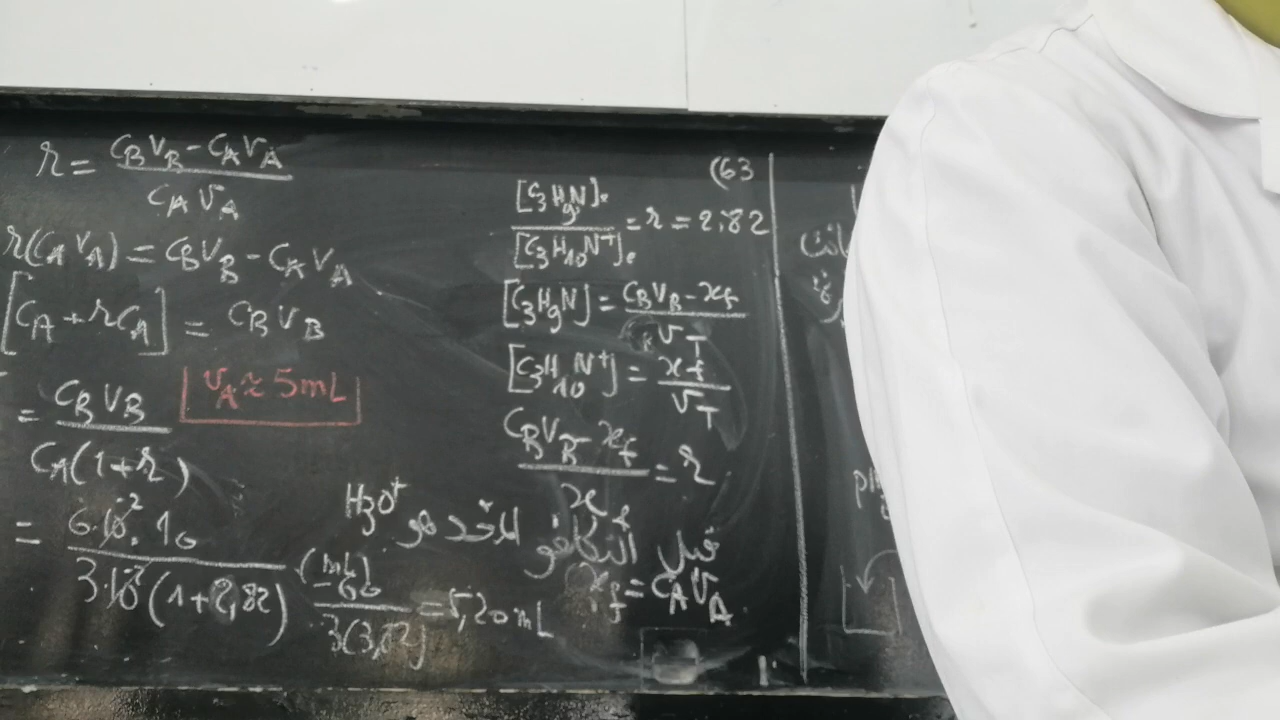 (63
[C₃H₉N]ₑ / [C₃H₁₀N⁺]ₑ = r = 2,82
[C₃H₉N] = (C_B V_B - x_f) / V_T
[C₃H₁₀N⁺] = x_f / V_T
(C_B V_B - x_f) / x_f = r
قبل التكافؤ المتحد هو H₃O⁺
x_f = C_A V_A
r = (C_B V_B - C_A V_A) / (C_A V_A)
r(C_A V_A) = C_B V_B - C_A V_A
[C_A + r C_A] = C_B V_B
= C_B V_B / C_A(1+r)
V_A ≈ 5mL
= 6.10⁻².10 / 3.10⁻²(1+2,82)
(mL) 60 / 3(3,82) = 5,20 mL
pH